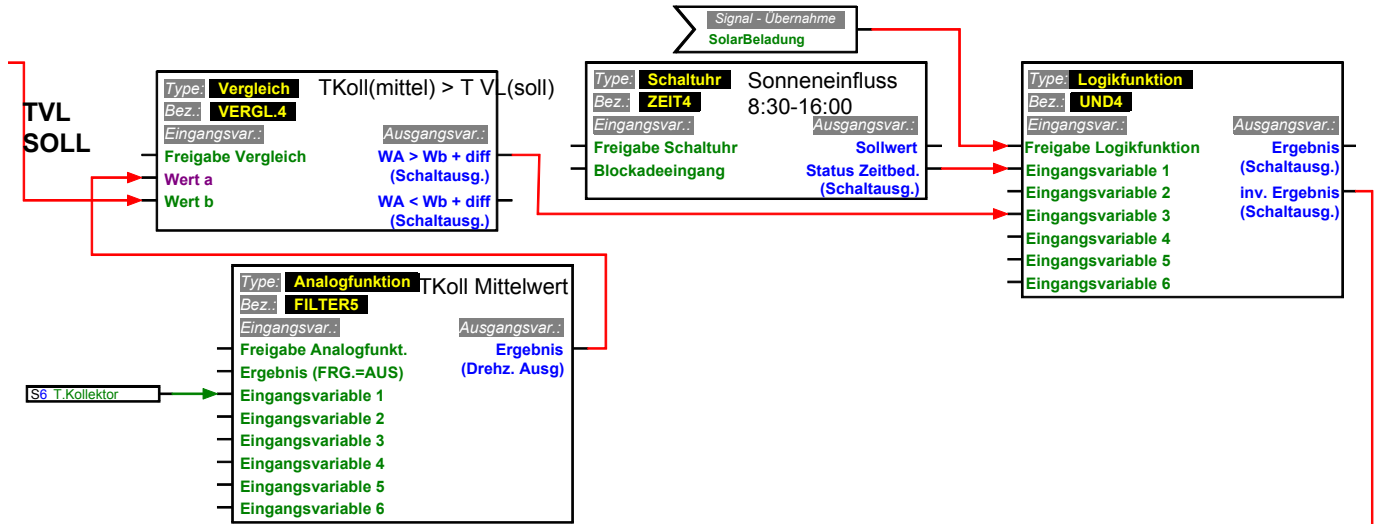 Signal - Übernahme
SolarBeladung
TVL
SOLL
Type: Vergleich
TKoll(mittel) > T VL(soll)
Bez.: VERGL.4
Eingangsvar.: Ausgangsvar.:
Freigabe Vergleich WA > Wb + diff
Wert a (Schaltausg.)
Wert b WA < Wb + diff
(Schaltausg.)
Type: Schaltuhr Sonneneinfluss
Bez.: ZEIT4 8:30-16:00
Eingangsvar.: Ausgangsvar.:
Freigabe Schaltuhr Sollwert
Blockadeeingang Status Zeitbed.
(Schaltausg.)
Type: Logikfunktion
Bez.: UND4
Eingangsvar.: Ausgangsvar.:
Freigabe Logikfunktion Ergebnis
Eingangsvariable 1 (Schaltausg.)
Eingangsvariable 2 inv. Ergebnis
Eingangsvariable 3 (Schaltausg.)
Eingangsvariable 4
Eingangsvariable 5
Eingangsvariable 6
Type: Analogfunktion TKoll Mittelwert
Bez.: FILTER5
Eingangsvar.: Ausgangsvar.:
Freigabe Analogfunkt. Ergebnis
Ergebnis (FRG.=AUS) (Drehz. Ausg)
S6 T.Kollektor Eingangsvariable 1
Eingangsvariable 2
Eingangsvariable 3
Eingangsvariable 4
Eingangsvariable 5
Eingangsvariable 6